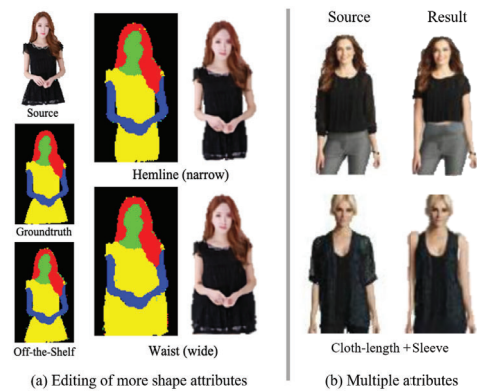 Source
Groundtruth
Off-the-Shelf
Hemline (narrow)
Waist (wide)
(a) Editing of more shape attributes
Source Result
Cloth-length + Sleeve
(b) Multiple attributes